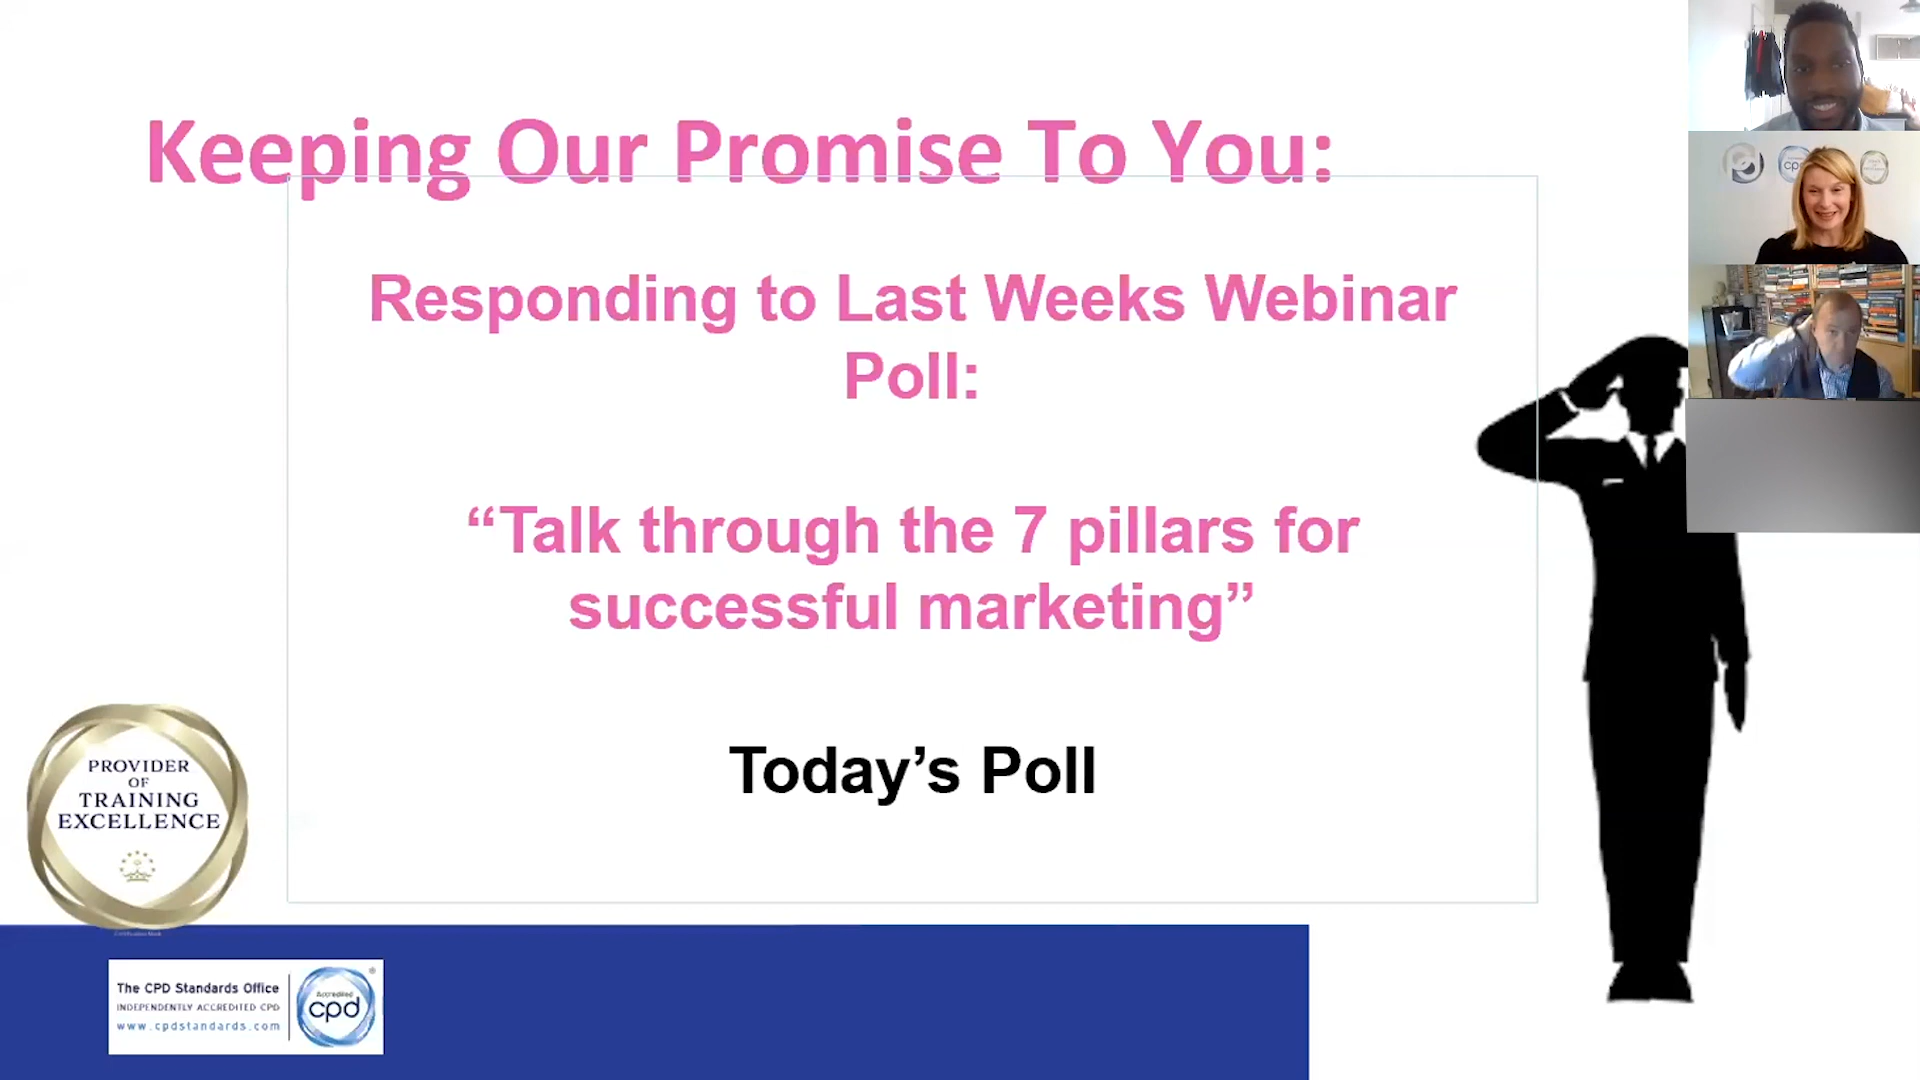 Keeping Our Promise To You:
Responding to Last Weeks Webinar
Poll:
“Talk through the 7 pillars for
successful marketing”
Today’s Poll
PROVIDER
OF
TRAINING
EXCELLENCE
The CPD Standards Office
INDEPENDENTLY ACCREDITED CPD
www.cpdstandards.com
Accredited
cpd
®